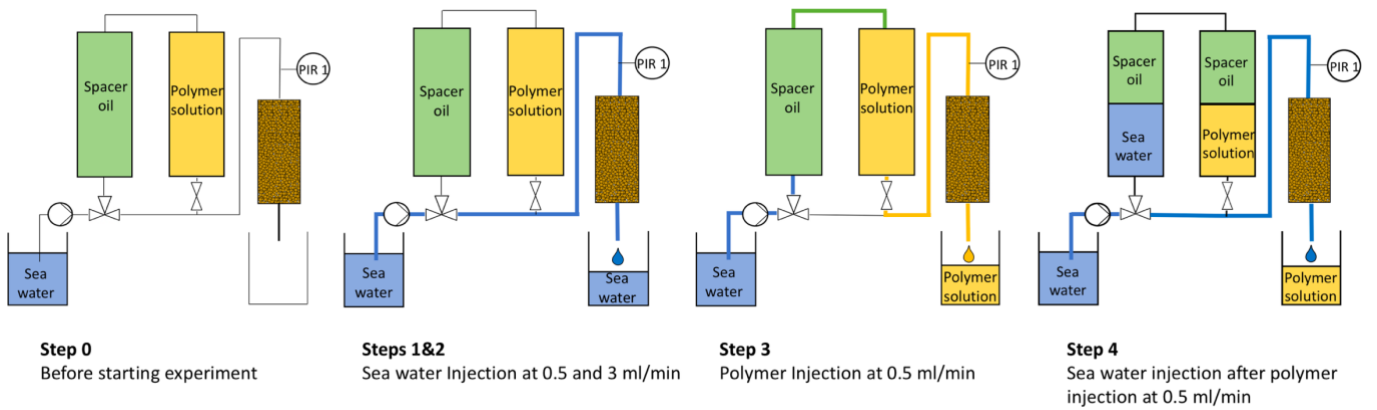 Spacer
oil
Polymer
solution
PIR 1
Sea
water
Step 0
Before starting experiment
Spacer
oil
Polymer
solution
PIR 1
Sea
water
Sea
water
Steps 1&2
Sea water Injection at 0.5 and 3 ml/min
Spacer
oil
Polymer
solution
PIR 1
Sea
water
Polymer
solution
Step 3
Polymer Injection at 0.5 ml/min
Spacer
oil
Sea
water
Spacer
oil
Polymer
solution
PIR 1
Sea
water
Polymer
solution
Step 4
Sea water injection after polymer
injection at 0.5 ml/min